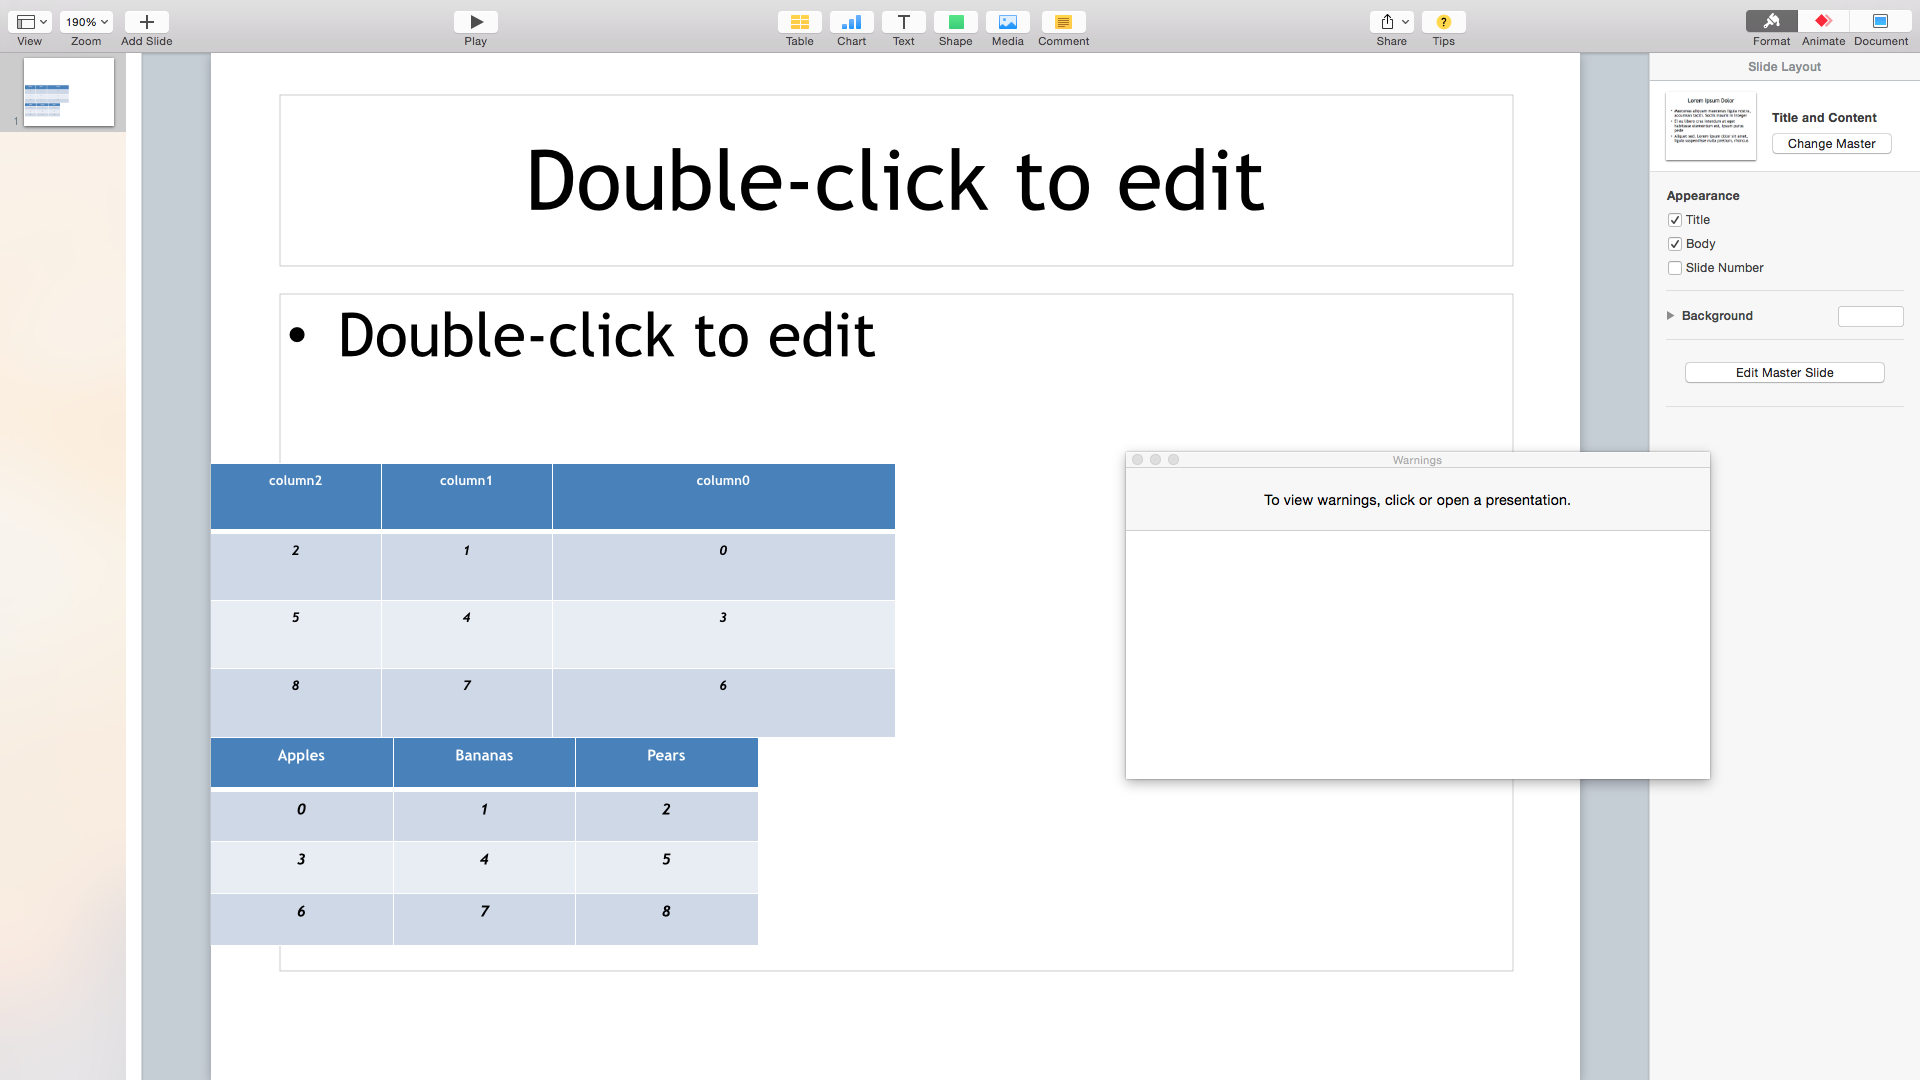 190%
View Zoom Add Slide Play Table Chart Text Shape Media Comment Share Tips Format Animate Document
1
Double-click to edit
• Double-click to edit
column2 column1 column0
2 1 0
5 4 3
8 7 6
Apples Bananas Pears
0 1 2
3 4 5
6 7 8
Warnings
To view warnings, click or open a presentation.
Slide Layout
Lorem Ipsum Dolor
Title and Content
Change Master
Appearance
Title
Body
Slide Number
Background
Edit Master Slide